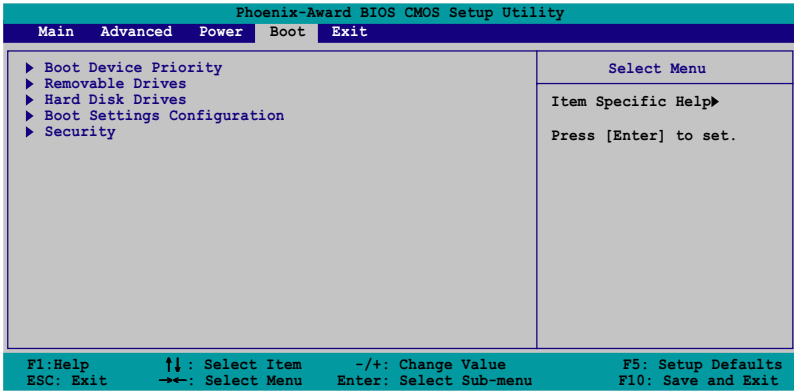 Phoenix-Award BIOS CMOS Setup Utility
Main Advanced Power Boot Exit
Boot Device Priority
Removable Drives
Hard Disk Drives
Boot Settings Configuration
Security
Select Menu
Item Specific Help
Press [Enter] to set.
F1:Help ↑↓: Select Item -/+: Change Value F5: Setup Defaults
ESC: Exit →←: Select Menu Enter: Select Sub-menu F10: Save and Exit